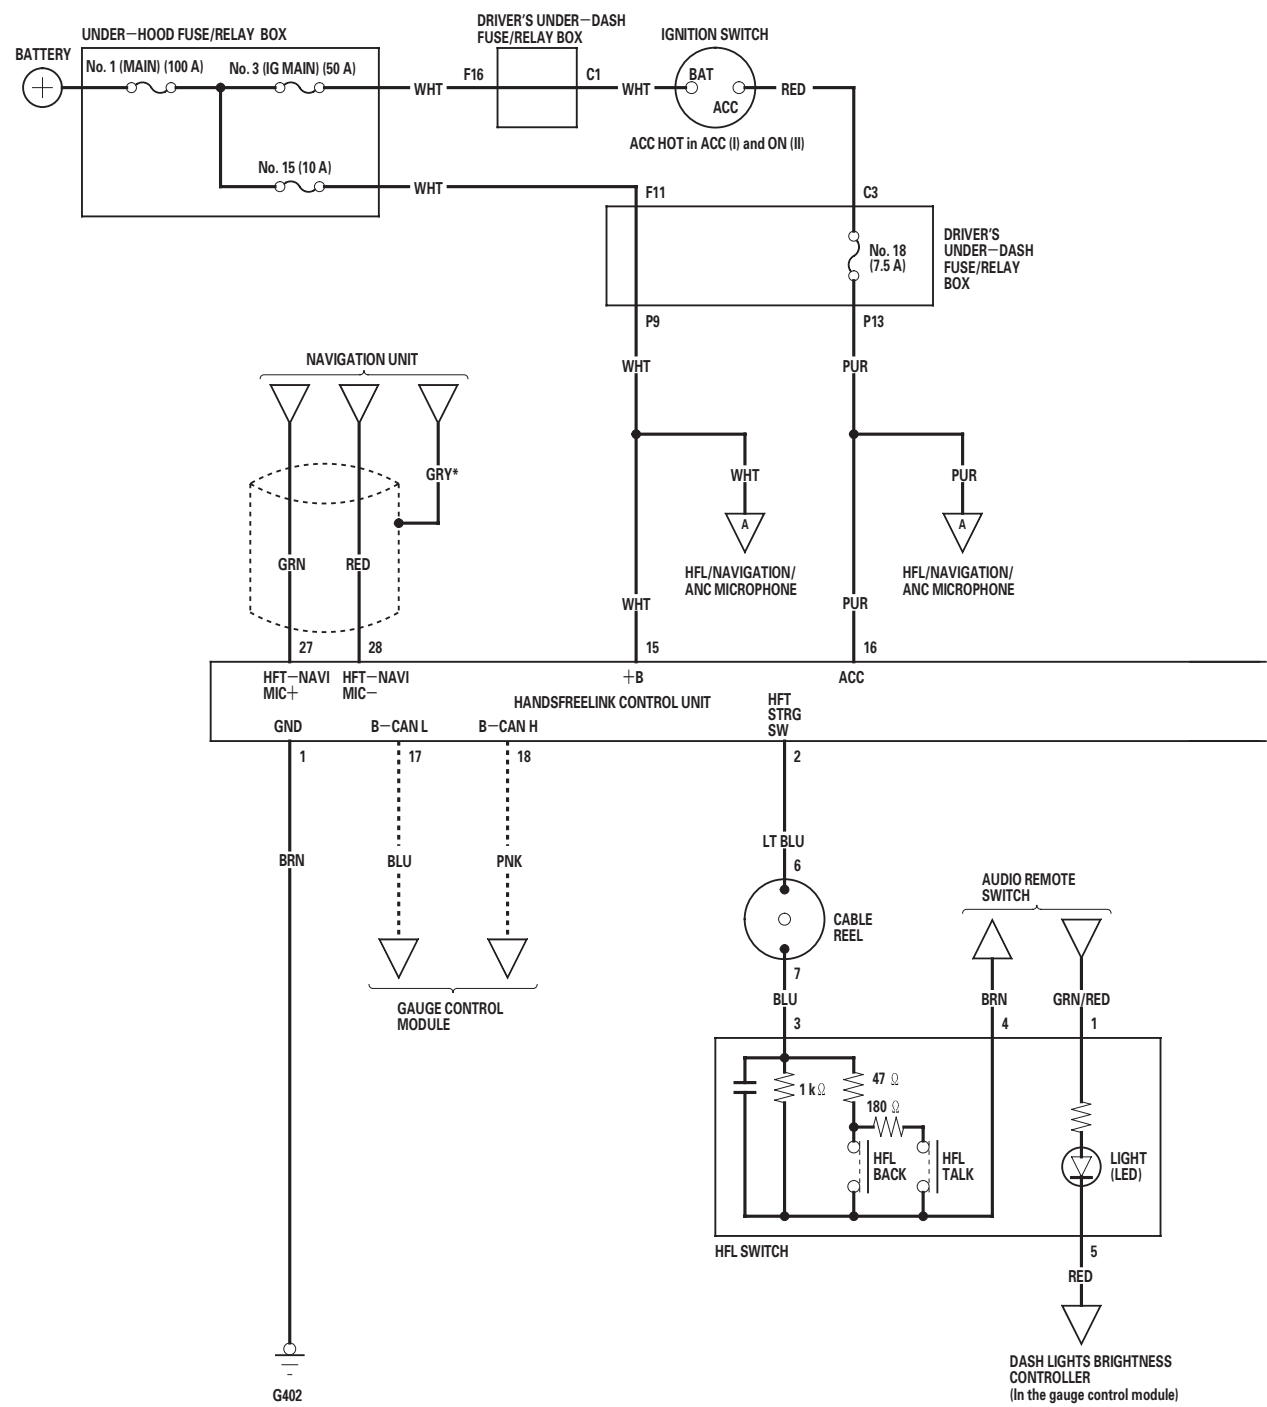 DRIVER'S UNDER−DASH
FUSE/RELAY BOX
UNDER−HOOD FUSE/RELAY BOX
IGNITION SWITCH
BATTERY
No. 1 (MAIN) (100 A)
No. 3 (IG MAIN) (50 A)
F16
C1
BAT
WHT
WHT
RED
ACC
ACC HOT in ACC (I) and ON (II)
No. 15 (10 A)
WHT
F11
C3
No. 18
(7.5 A)
DRIVER'S
UNDER−DASH
FUSE/RELAY
BOX
P9
P13
NAVIGATION UNIT
WHT
PUR
GRY*
WHT
PUR
A
A
GRN
RED
HFL/NAVIGATION/
ANC MICROPHONE
HFL/NAVIGATION/
ANC MICROPHONE
WHT
PUR
27
28
15
16
HFT−NAVI
MIC+
HFT−NAVI
MIC−
+B
ACC
HANDSFREELINK CONTROL UNIT
HFT
STRG
SW
GND
B−CAN L
B−CAN H
1
17
18
2
LT BLU
BRN
BLU
PNK
6
AUDIO REMOTE
SWITCH
CABLE
REEL
7
GAUGE CONTROL
MODULE
BLU
BRN
GRN/RED
3
4
1
1 k Ω
47 Ω
180 Ω
HFL
BACK
HFL
TALK
LIGHT
(LED)
HFL SWITCH
5
RED
DASH LIGHTS BRIGHTNESS
CONTROLLER
(In the gauge control module)
G402